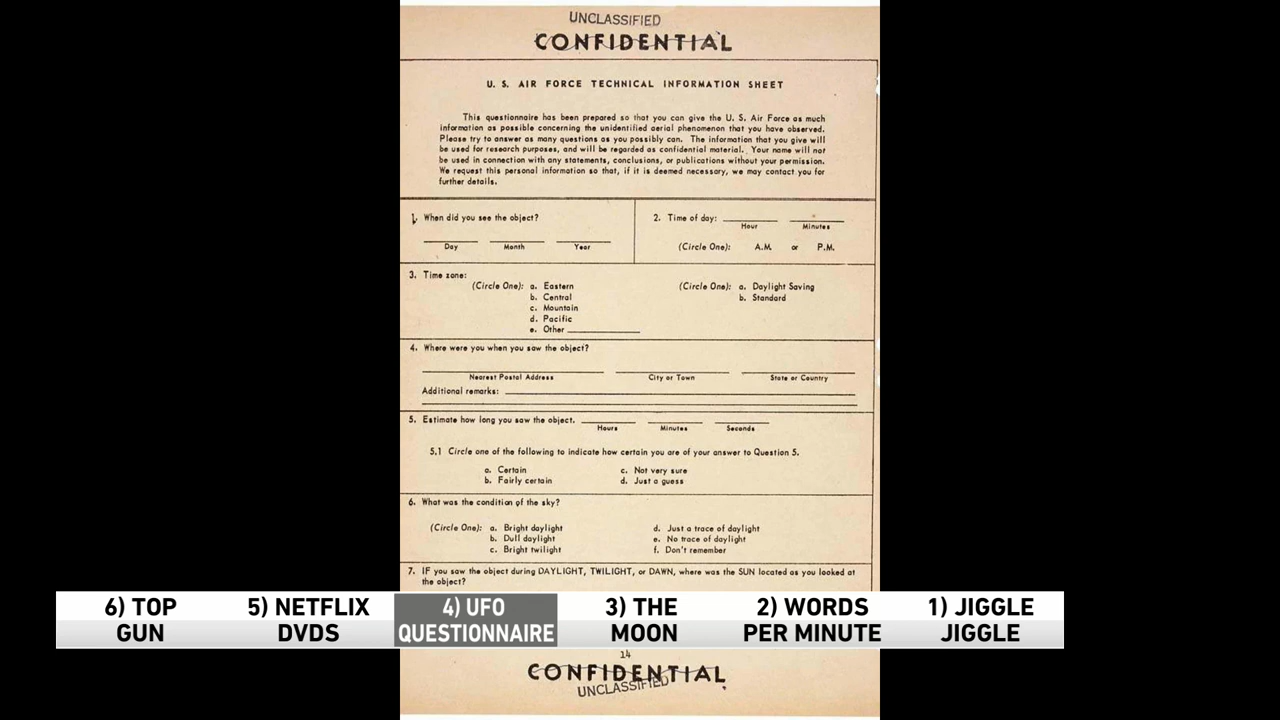 UNCLASSIFIED
CONFIDENTIAL
U. S. AIR FORCE TECHNICAL INFORMATION SHEET
This questionnaire has been prepared so that you can give the U. S. Air Force as much
information as possible concerning the unidentified aerial phenomenon that you have observed.
Please try to answer as many questions as you possibly can. The information that you give will
be used for research purposes, and will be regarded as confidential material. Your name will not
be used in connection with any statements, conclusions, or publications without your permission.
We request this personal information so that, if it is deemed necessary, we may contact you for
further details.
1. When did you see the object?
Day Month Year
2. Time of day:
Hour Minutes
(Circle One): A.M. or P.M.
3. Time zone:
(Circle One): a. Eastern
b. Central
c. Mountain
d. Pacific
e. Other
(Circle One): a. Daylight Saving
b. Standard
4. Where were you when you saw the object?
Nearest Postal Address City or Town State or Country
Additional remarks:
5. Estimate how long you saw the object.
Hours Minutes Seconds
5.1 Circle one of the following to indicate how certain you are of your answer to Question 5.
a. Certain c. Not very sure
b. Fairly certain d. Just a guess
6. What was the condition of the sky?
(Circle One): a. Bright daylight d. Just a trace of daylight
b. Dull daylight e. No trace of daylight
c. Bright twilight f. Don't remember
7. IF you saw the object during DAYLIGHT, TWILIGHT, or DAWN, where was the SUN located as you looked at
the object?
6) TOP GUN
5) NETFLIX DVDS
4) UFO QUESTIONNAIRE
3) THE MOON
2) WORDS PER MINUTE
1) JIGGLE JIGGLE
14
CONFIDENTIAL
UNCLASSIFIED